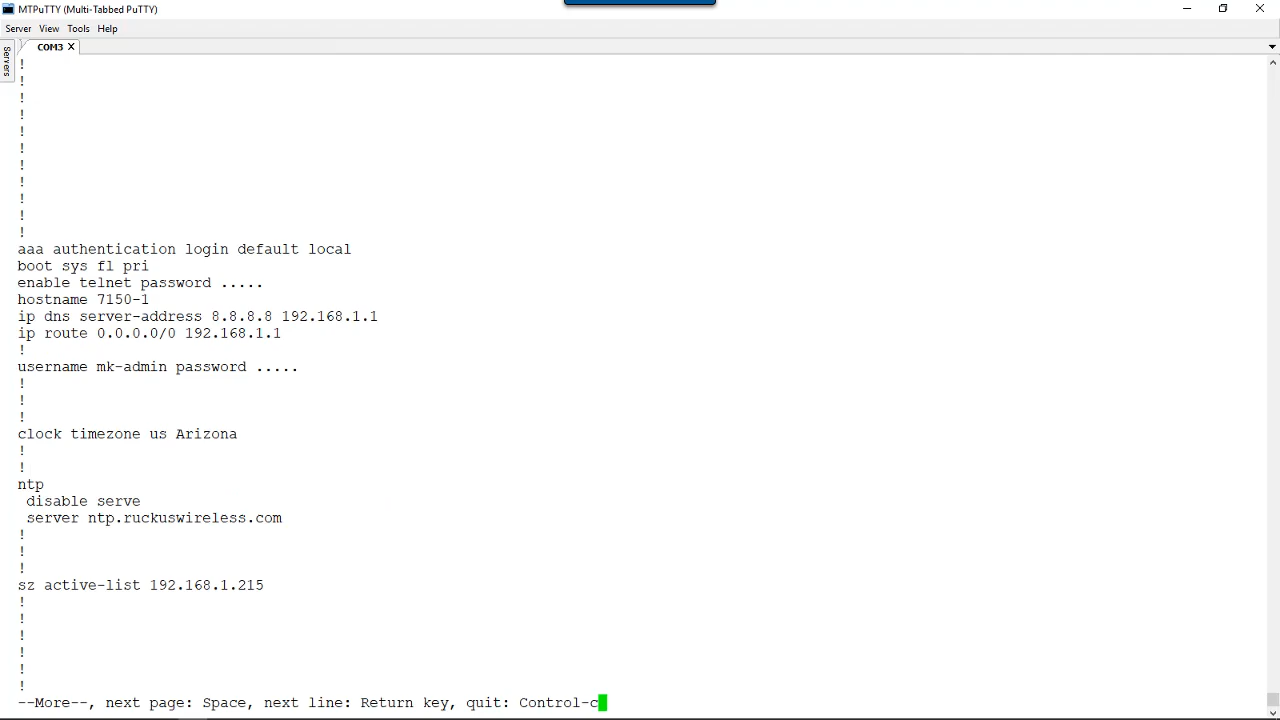 MTPuTTY (Multi-Tabbed PuTTY)
Server View Tools Help
Servers
COM3 X
!
!
!
!
!
!
!
!
!
!
!
aaa authentication login default local
boot sys fl pri
enable telnet password .....
hostname 7150-1
ip dns server-address 8.8.8.8 192.168.1.1
ip route 0.0.0.0/0 192.168.1.1
!
username mk-admin password .....
!
!
!
clock timezone us Arizona
!
!
ntp
disable serve
server ntp.ruckuswireless.com
!
!
!
sz active-list 192.168.1.215
!
!
!
!
!
!
--More--, next page: Space, next line: Return key, quit: Control-c